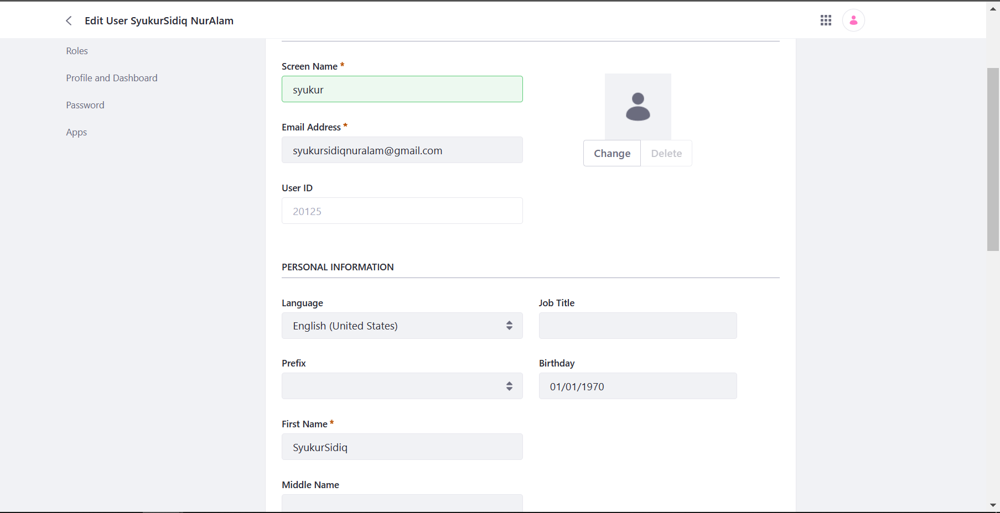 Edit User SyukurSidiq NurAlam
Roles
Profile and Dashboard
Password
Apps
Screen Name *
syukur
Email Address *
syukursidiqnuralam@gmail.com
Change
Delete
User ID
20125
PERSONAL INFORMATION
Language
English (United States)
Job Title
Prefix
Birthday
01/01/1970
First Name *
SyukurSidiq
Middle Name